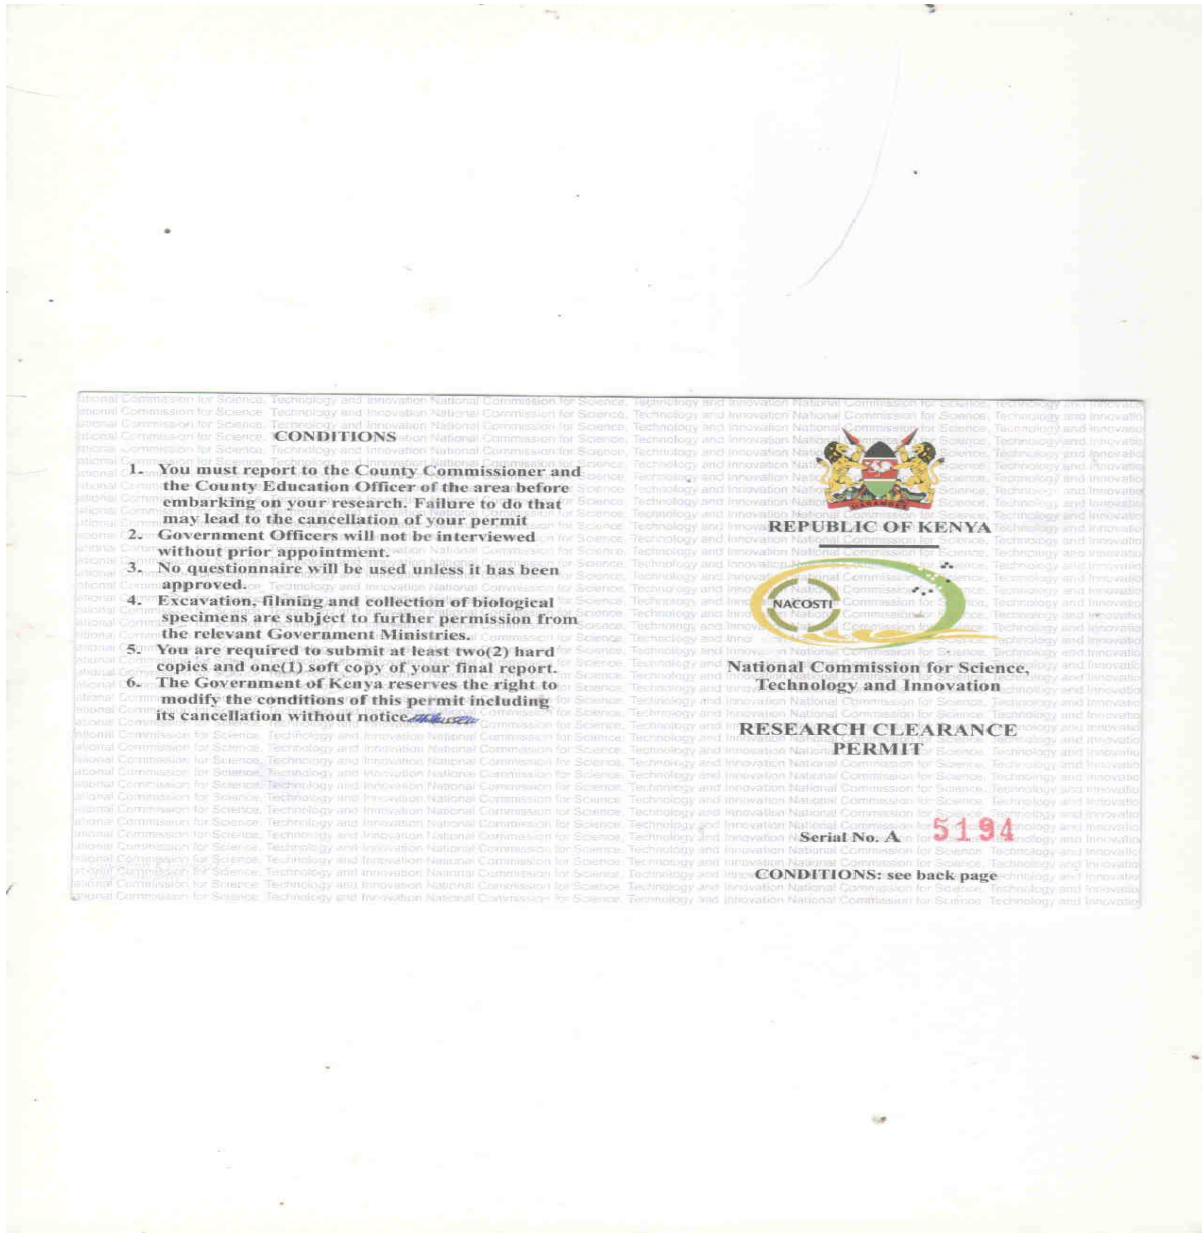 CONDITIONS
1. You must report to the County Commissioner and
the County Education Officer of the area before
embarking on your research. Failure to do that
may lead to the cancellation of your permit
2. Government Officers will not be interviewed
without prior appointment.
3. No questionnaire will be used unless it has been
approved.
4. Excavation, filming and collection of biological
specimens are subject to further permission from
the relevant Government Ministries.
5. You are required to submit at least two(2) hard
copies and one(1) soft copy of your final report.
6. The Government of Kenya reserves the right to
modify the conditions of this permit including
its cancellation without notice
HARAMBEE
REPUBLIC OF KENYA
NACOSTI
National Commission for Science,
Technology and Innovation
RESEARCH CLEARANCE
PERMIT
Serial No. A 5194
CONDITIONS: see back page